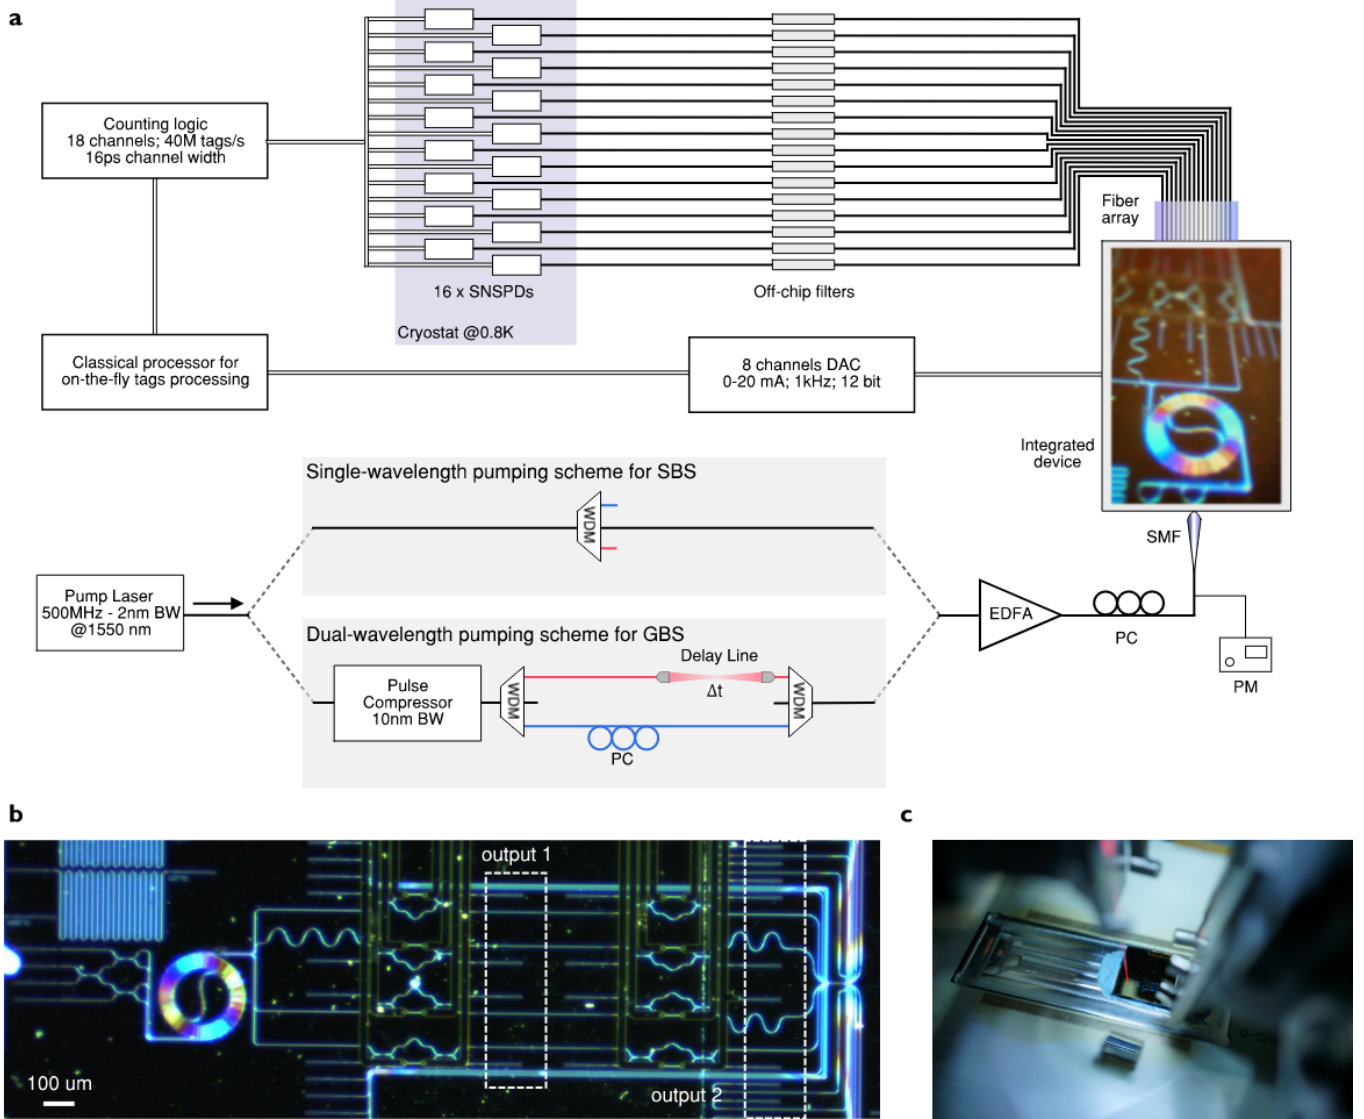 a
Counting logic
18 channels; 40M tags/s
16ps channel width
16 x SNSPDs
Cryostat @0.8K
Off-chip filters
Fiber
array
Classical processor for
on-the-fly tags processing
8 channels DAC
0-20 mA; 1kHz; 12 bit
Integrated
device
Single-wavelength pumping scheme for SBS
WDM
SMF
Pump Laser
500MHz - 2nm BW
@1550 nm
EDFA
PC
PM
Dual-wavelength pumping scheme for GBS
Pulse
Compressor
10nm BW
WDM
Delay Line
Δt
PC
WDM
b
output 1
output 2
100 um
c